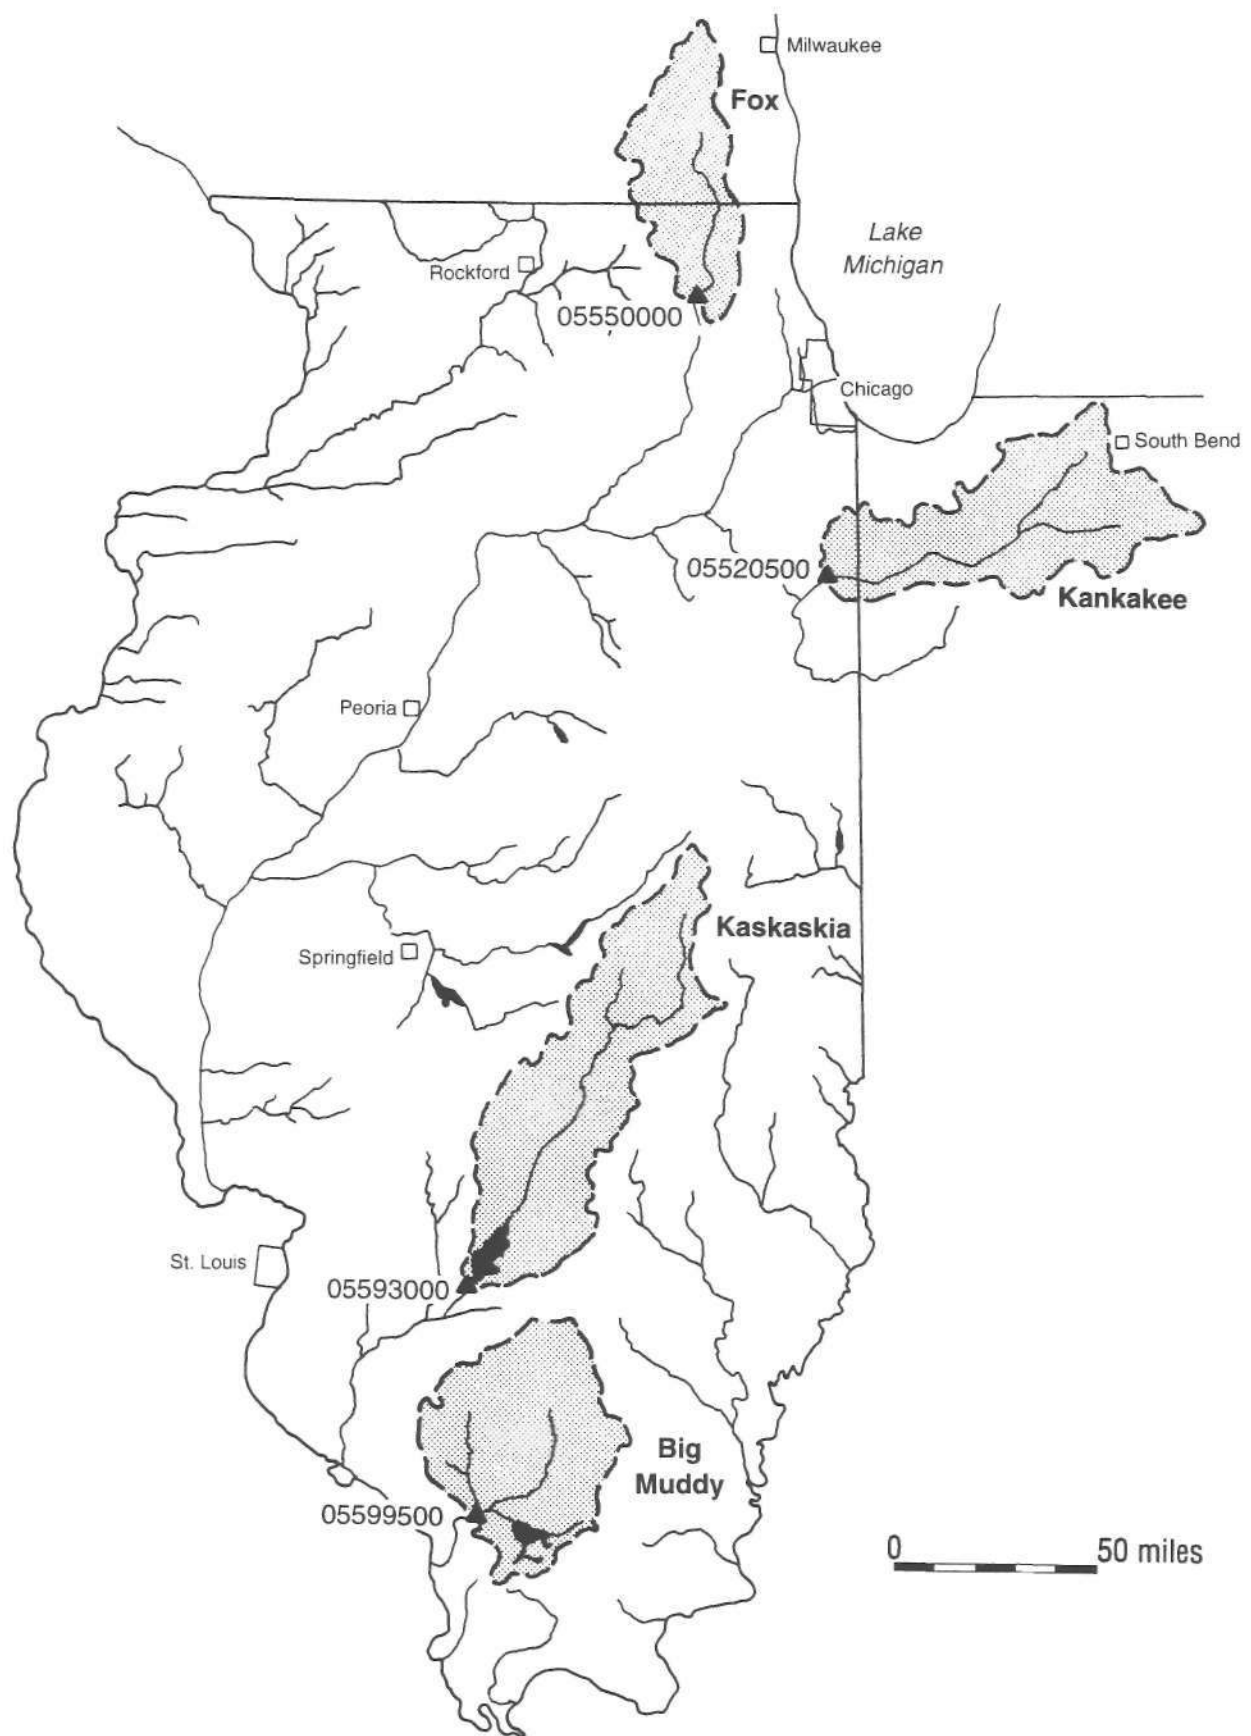 Milwaukee
Fox
Lake
Michigan
Rockford
05550000
Chicago
South Bend
05520500
Kankakee
Peoria
Kaskaskia
Springfield
St. Louis
05593000
Big
Muddy
05599500
0 50 miles